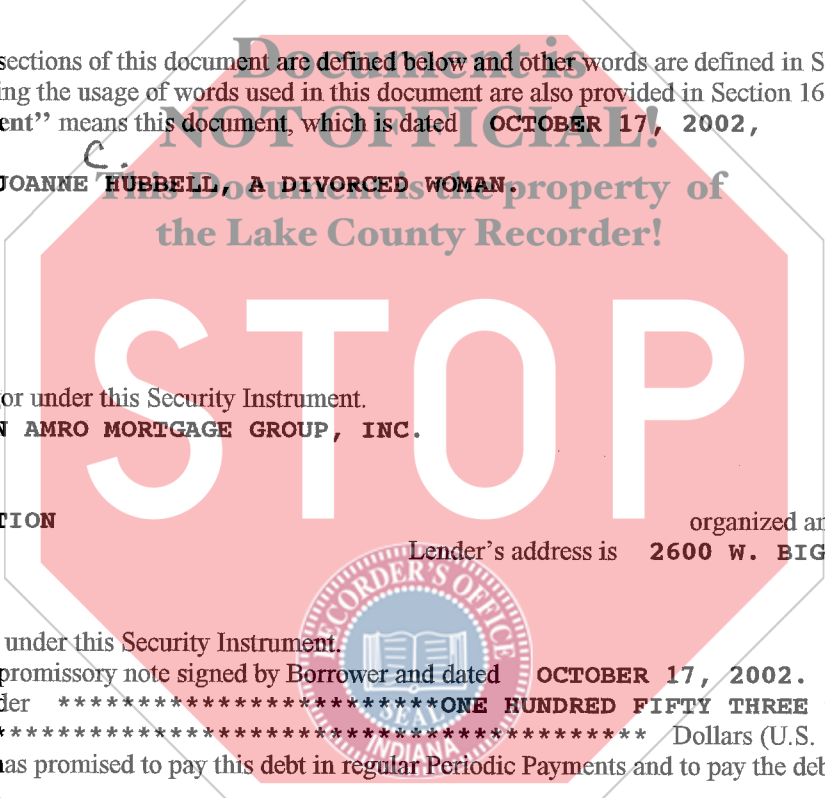 sections of this document are defined below and other words are defined in S
ing the usage of words used in this document are also provided in Section 16
ent” means this document, which is dated OCTOBER 17, 2002,
C.
JOANNE HUBBELL, A DIVORCED WOMAN.
Document is
NOT OFFICIAL!
This Document is the property of
the Lake County Recorder!
STOP
or under this Security Instrument.
N AMRO MORTGAGE GROUP, INC.
TION organized an
Lender’s address is 2600 W. BIG
RECORDER'S OFFICE
SEAL
INDIANA
under this Security Instrument.
promissory note signed by Borrower and dated OCTOBER 17, 2002.
der ************************ONE HUNDRED FIFTY THREE
***************************************** Dollars (U.S.
has promised to pay this debt in regular Periodic Payments and to pay the deb